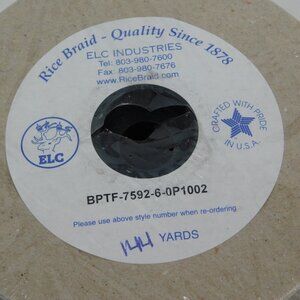 Rice Braid - Quality Since 1878
ELC INDUSTRIES
Tel 803-980-7600
Fax 803-980-7676
www.RiceBraid.com
ELC
CRAFTED WITH PRIDE
IN U.S.A.
BPTF-7592-6-0P1002
Please use above style number when re-ordering
144 YARDS